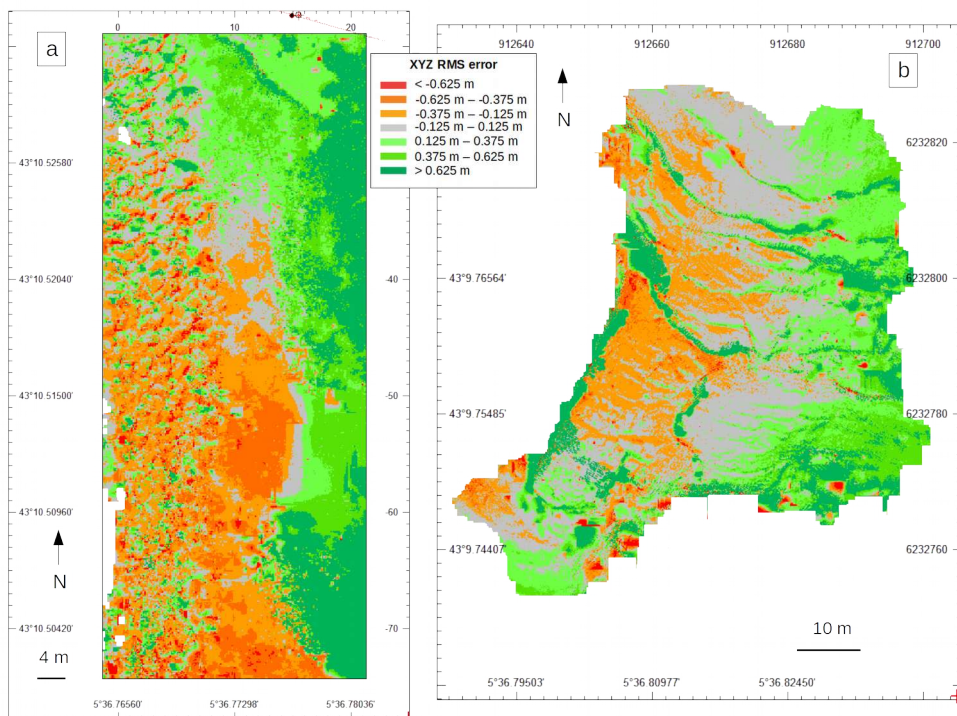 a
0 10 20
43°10 52580'
43°10 52040'
43°10 51500'
43°10 50960'
43°10 50420'
-40
-50
-60
-70
N
4 m
5°36 76560' 5°36 77298' 5°36 78036'
XYZ RMS error
< -0.625 m
-0.625 m – -0.375 m
-0.375 m – -0.125 m
-0.125 m – 0.125 m
0.125 m – 0.375 m
0.375 m – 0.625 m
> 0.625 m
b
912640 912660 912680 912700
N
6232820
6232800
6232780
6232760
43°9 76564'
43°9 75485'
43°9 74407'
10 m
5°36 79503' 5°36 80977' 5°36 82450'